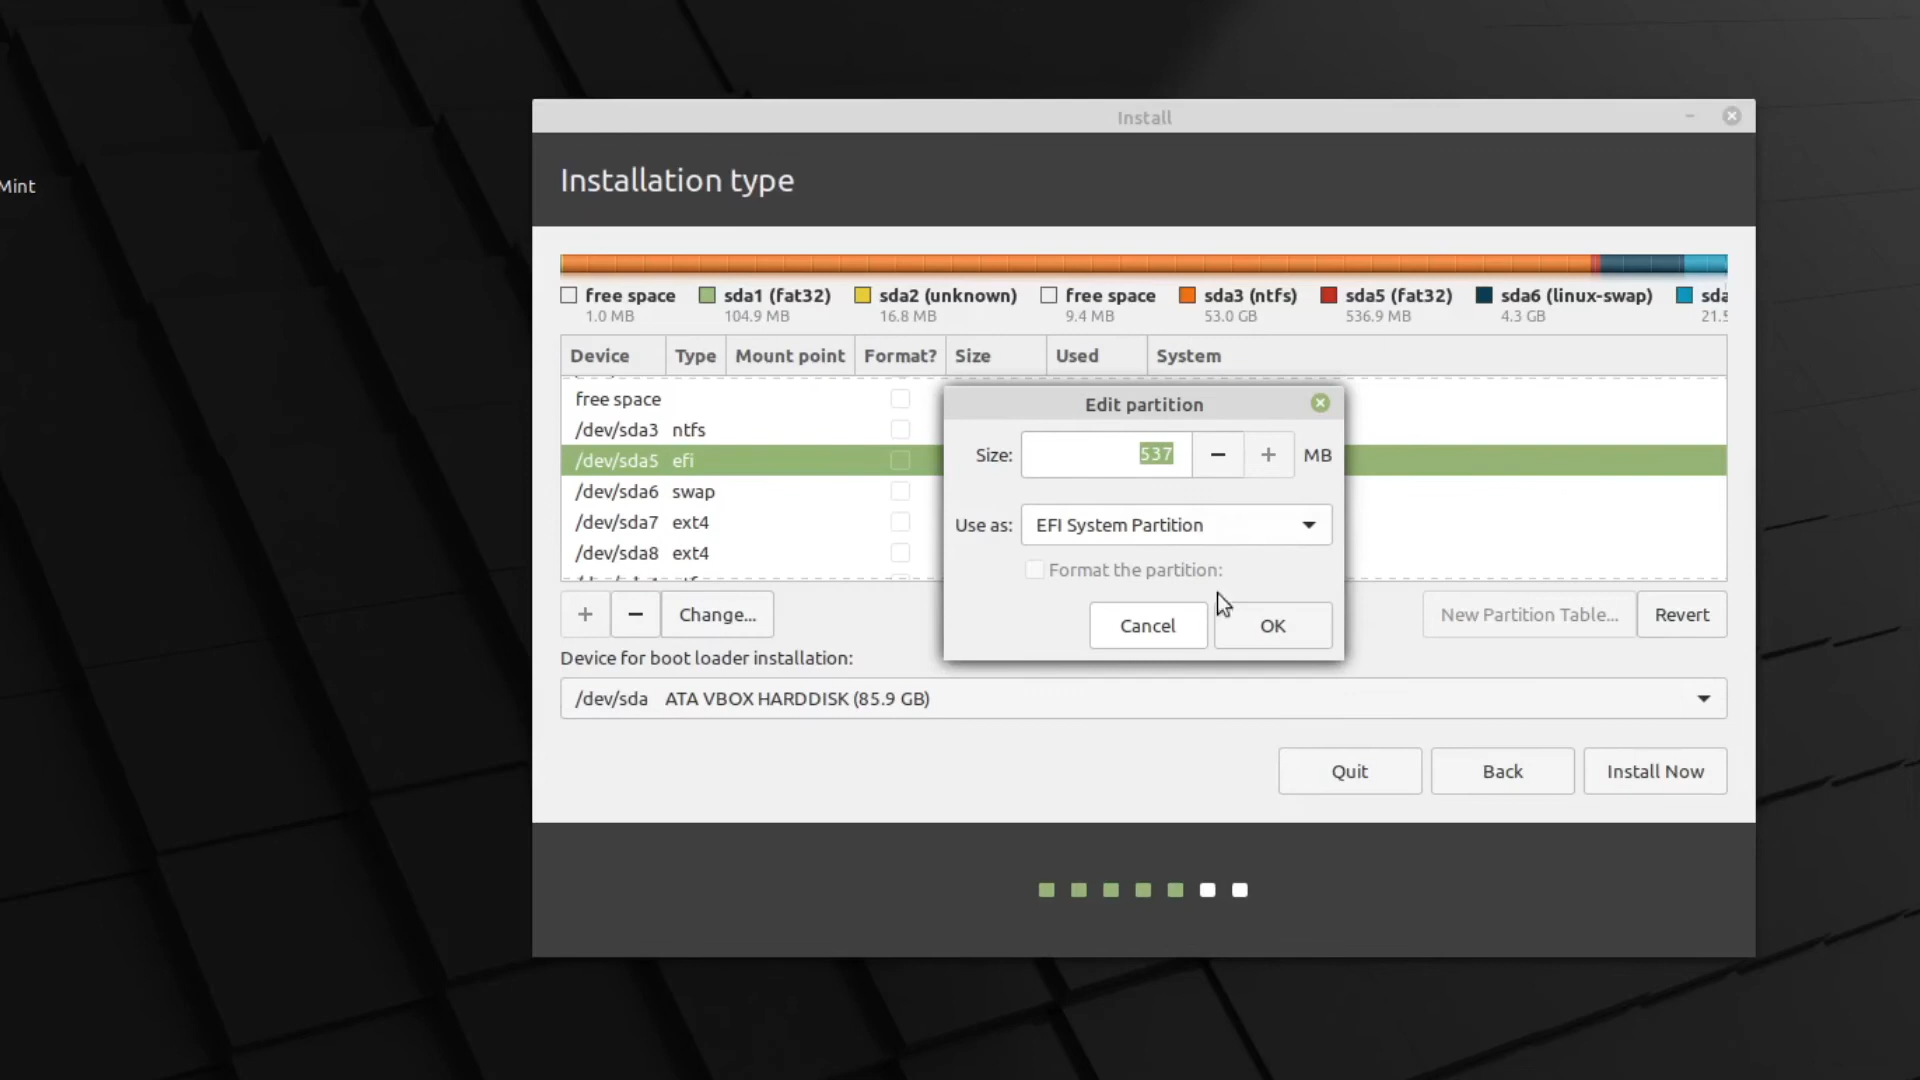 Install
Mint
Installation type
free space sda1 (fat32) sda2 (unknown) free space sda3 (ntfs) sda5 (fat32) sda6 (linux-swap) sda
1.0 MB 104.9 MB 16.8 MB 9.4 MB 53.0 GB 536.9 MB 4.3 GB 21.5
Device Type Mount point Format? Size Used System
free space
/dev/sda3 ntfs
/dev/sda5 efi
/dev/sda6 swap
/dev/sda7 ext4
/dev/sda8 ext4
Edit partition
Size: 537 − + MB
Use as: EFI System Partition
Format the partition:
Cancel OK
+ − Change... New Partition Table... Revert
Device for boot loader installation:
/dev/sda ATA VBOX HARDDISK (85.9 GB)
Quit Back Install Now